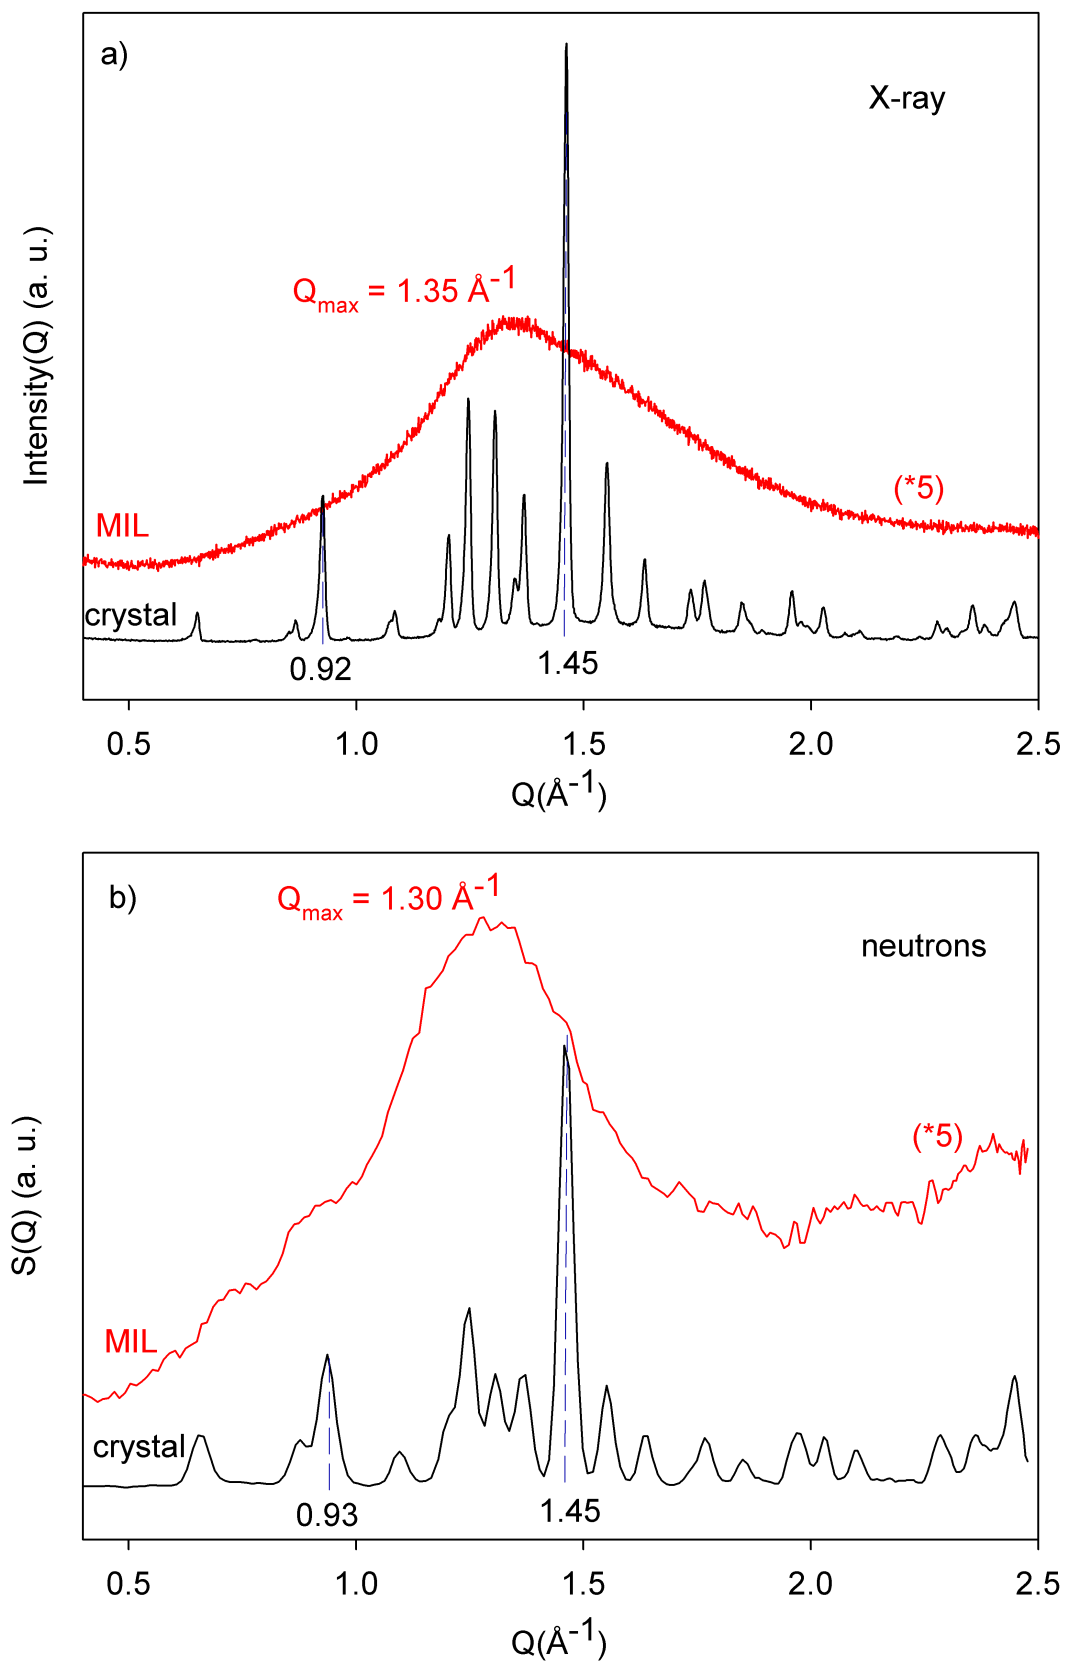 a)
X-ray
Qmax = 1.35 Å-1
Intensity(Q) (a. u.)
(*5)
MIL
crystal
0.92
1.45
0.5 1.0 1.5 2.0 2.5
Q(Å-1)
b)
Qmax = 1.30 Å-1
neutrons
S(Q) (a. u.)
(*5)
MIL
crystal
0.93
1.45
0.5 1.0 1.5 2.0 2.5
Q(Å-1)